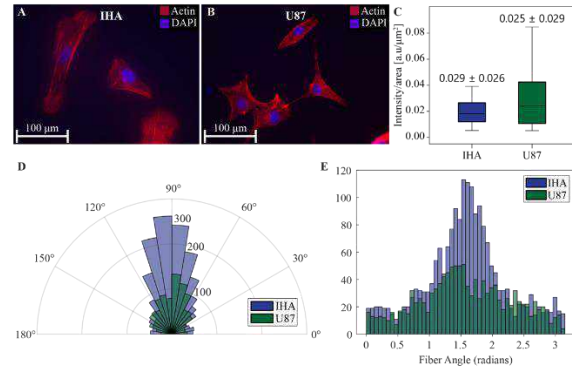 A
IHA
Actin
DAPI
100 µm
B
U87
Actin
DAPI
100 µm
C
Intensity/area [a.u/µm²]
0.08
0.06
0.04
0.02
0.00
0.029 ± 0.026
0.025 ± 0.029
IHA
U87
D
90°
120°
60°
150°
30°
180°
0°
300
200
100
IHA
U87
E
120
100
80
60
40
20
0
IHA
U87
0
0.5
1
1.5
2
2.5
3
Fiber Angle (radians)